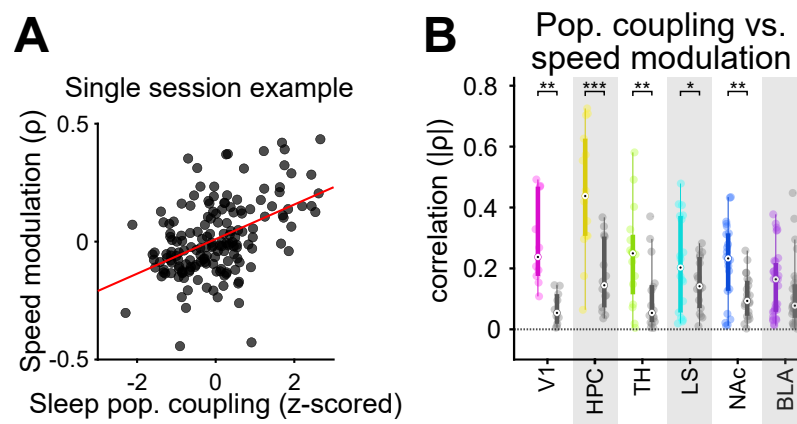 A
Single session example
Speed modulation (ρ)
0.5
0
-0.5
-2
0
2
Sleep pop. coupling (z-scored)
B
Pop. coupling vs.
speed modulation
correlation (|ρ|)
0.8
0.6
0.4
0.2
0
**
***
**
*
**
V1
HPC
TH
LS
NAc
BLA